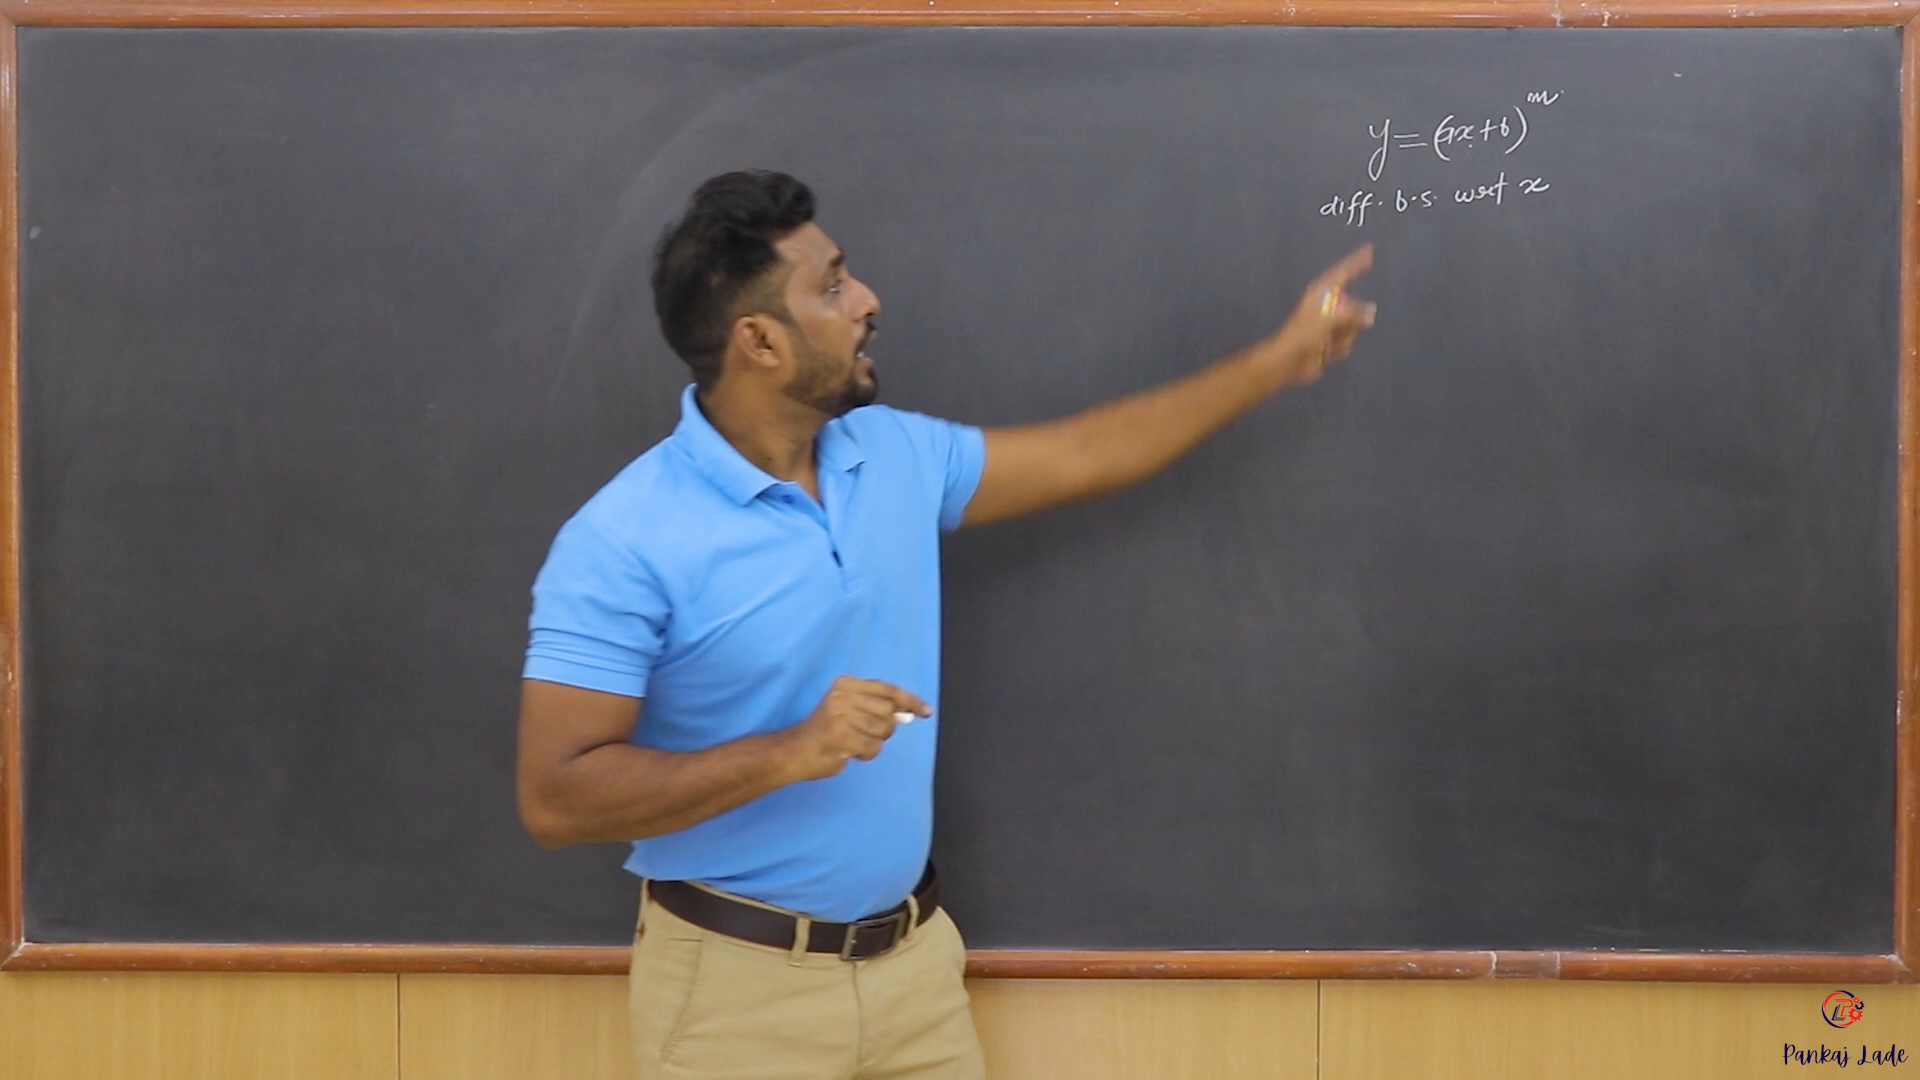 y=(ax+b)^m
diff. b.s. wrt x
Pankaj Lade